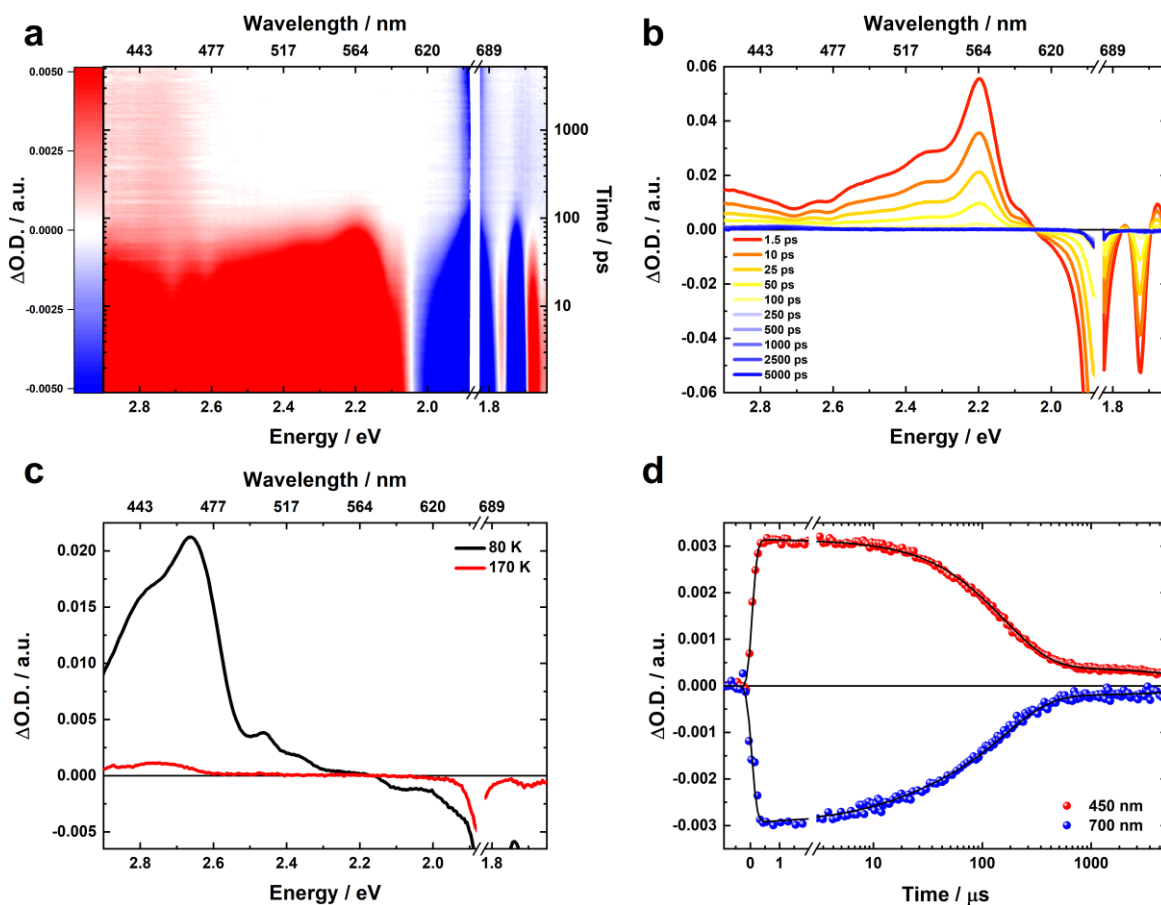 a
Wavelength / nm
443 477 517 564 620 689
ΔO.D. / a.u.
0.0050
0.0025
0.0000
-0.0025
-0.0050
1000
100
10
Time / ps
2.8 2.6 2.4 2.2 2.0 1.8
Energy / eV
b
Wavelength / nm
443 477 517 564 620 689
ΔO.D. / a.u.
0.06
0.04
0.02
0.00
-0.02
-0.04
-0.06
1.5 ps
10 ps
25 ps
50 ps
100 ps
250 ps
500 ps
1000 ps
2500 ps
5000 ps
2.8 2.6 2.4 2.2 2.0 1.8
Energy / eV
c
Wavelength / nm
443 477 517 564 620 689
ΔO.D. / a.u.
0.020
0.015
0.010
0.005
0.000
-0.005
80 K
170 K
2.8 2.6 2.4 2.2 2.0 1.8
Energy / eV
d
ΔO.D. / a.u.
0.003
0.002
0.001
0.000
-0.001
-0.002
-0.003
450 nm
700 nm
0 1 10 100 1000
Time / μs